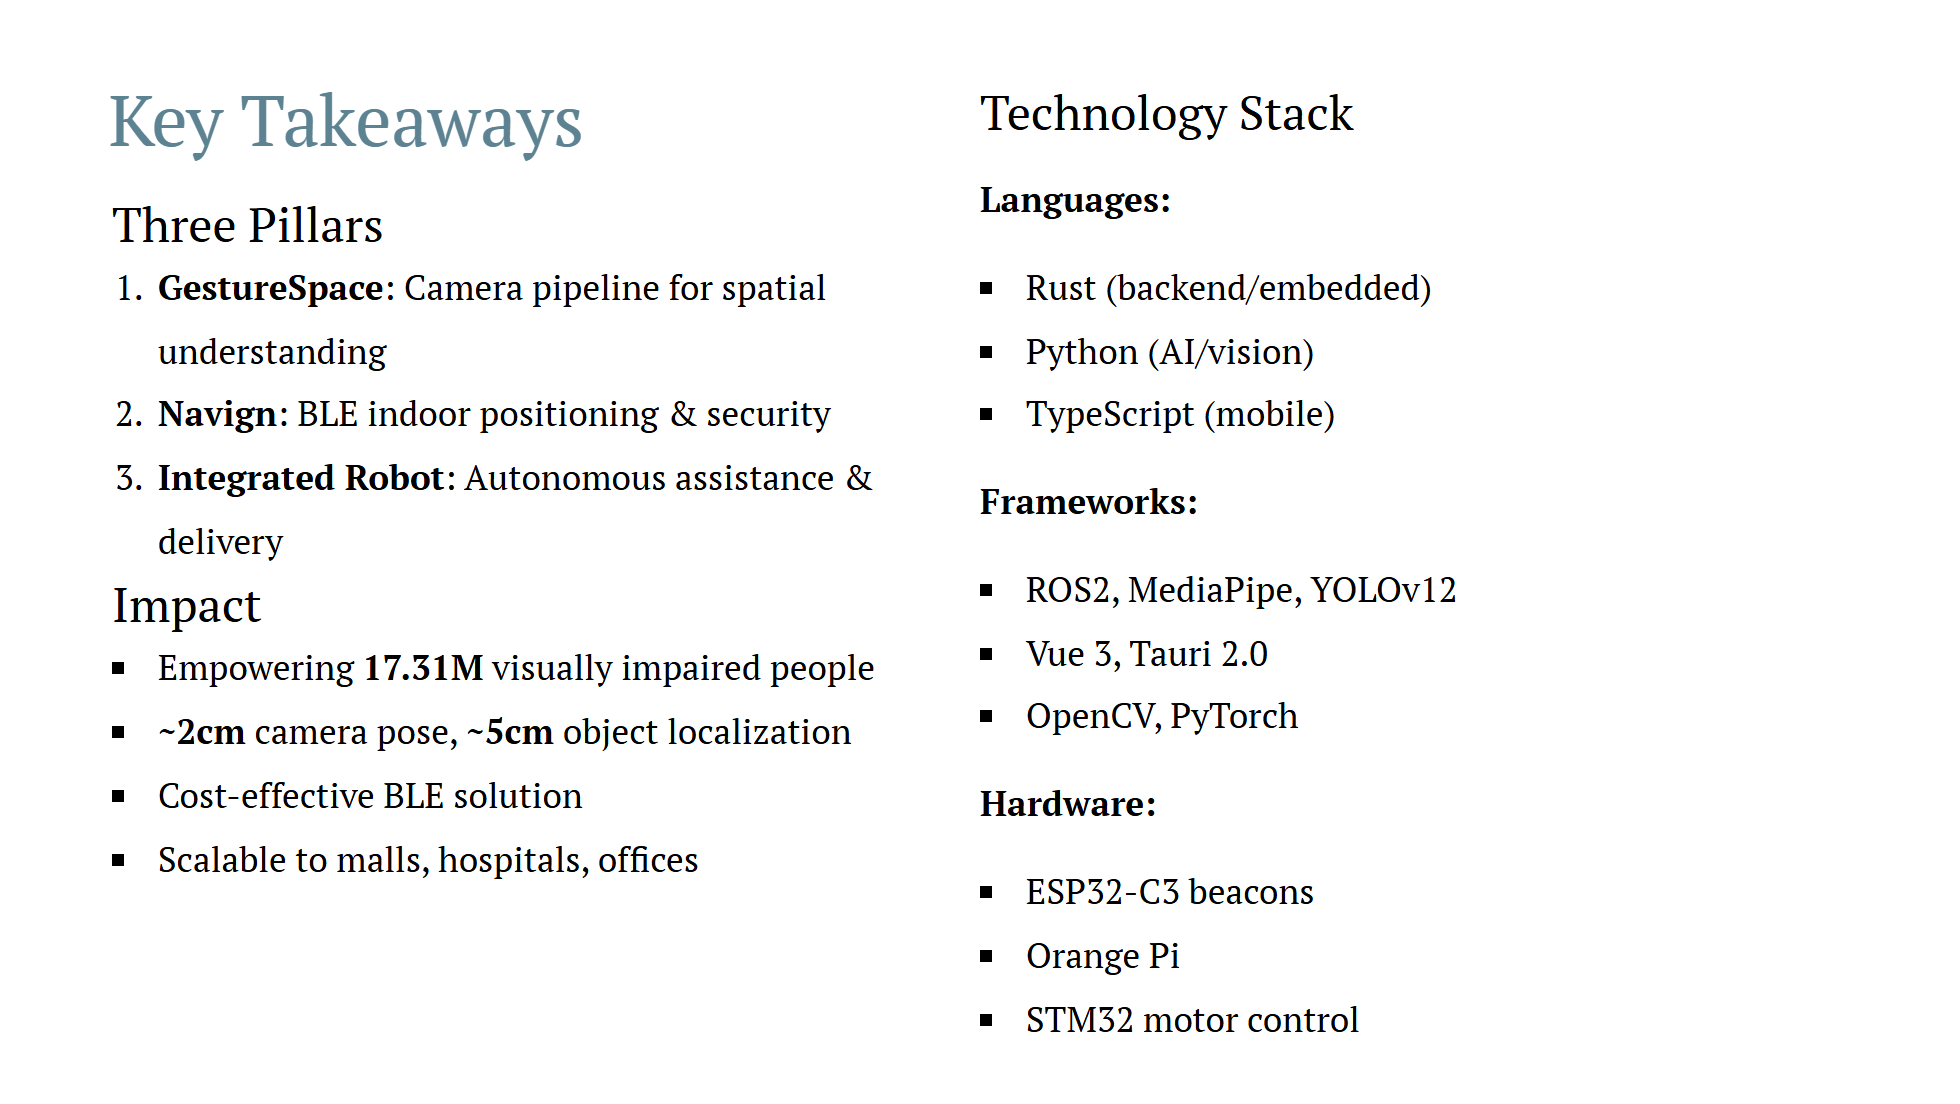 Key Takeaways
Three Pillars
1. GestureSpace: Camera pipeline for spatial
understanding
2. Navign: BLE indoor positioning & security
3. Integrated Robot: Autonomous assistance &
delivery
Impact
▪ Empowering 17.31M visually impaired people
▪ ~2cm camera pose, ~5cm object localization
▪ Cost-effective BLE solution
▪ Scalable to malls, hospitals, offices
Technology Stack
Languages:
▪ Rust (backend/embedded)
▪ Python (AI/vision)
▪ TypeScript (mobile)
Frameworks:
▪ ROS2, MediaPipe, YOLOv12
▪ Vue 3, Tauri 2.0
▪ OpenCV, PyTorch
Hardware:
▪ ESP32-C3 beacons
▪ Orange Pi
▪ STM32 motor control